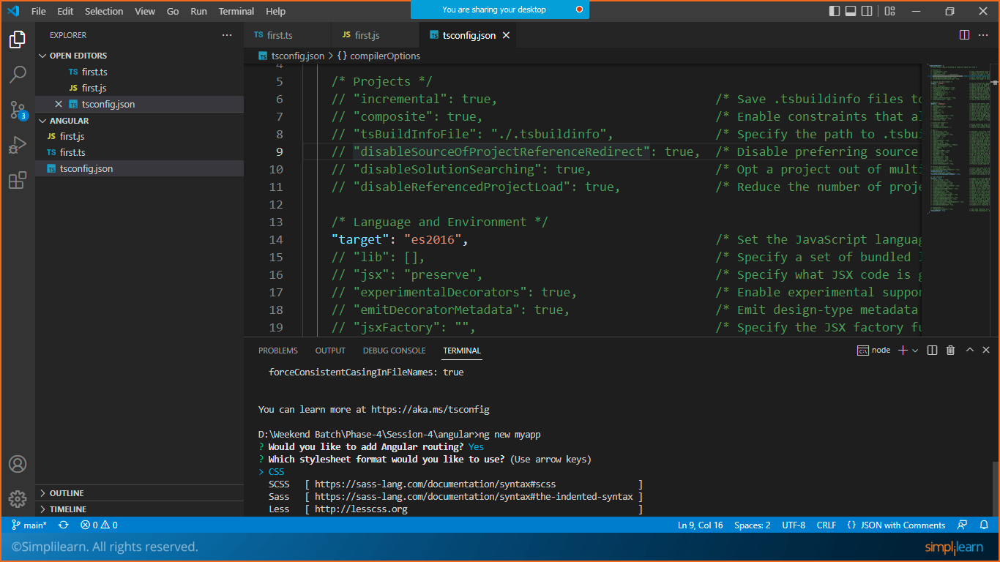 File Edit Selection View Go Run Terminal Help
You are sharing your desktop
EXPLORER
OPEN EDITORS
TS first.ts
JS first.js
tsconfig.json
ANGULAR
JS first.js
TS first.ts
tsconfig.json
OUTLINE
TIMELINE
3
TS first.ts JS first.js TS tsconfig.json
tsconfig.json > {} compilerOptions
4
5 /* Projects */
6 // "incremental": true, /* Save .tsbuildinfo files to
7 // "composite": true, /* Enable constraints that al
8 // "tsBuildInfoFile": "./.tsbuildinfo", /* Specify the path to .tsbui
9 // "disableSourceOfProjectReferenceRedirect": true, /* Disable preferring source
10 // "disableSolutionSearching": true, /* Opt a project out of multi
11 // "disableReferencedProjectLoad": true, /* Reduce the number of proje
12
13 /* Language and Environment */
14 "target": "es2016", /* Set the JavaScript languag
15 // "lib": [], /* Specify a set of bundled
16 // "jsx": "preserve", /* Specify what JSX code is g
17 // "experimentalDecorators": true, /* Enable experimental suppor
18 // "emitDecoratorMetadata": true, /* Emit design-type metadata
19 // "jsxFactory": "", /* Specify the JSX factory fu
PROBLEMS OUTPUT DEBUG CONSOLE TERMINAL
node
forceConsistentCasingInFileNames: true
You can learn more at https://aka.ms/tsconfig
D:\Weekend Batch\Phase-4\Session-4\angular>ng new myapp
? Would you like to add Angular routing? Yes
? Which stylesheet format would you like to use? (Use arrow keys)
> CSS
SCSS [ https://sass-lang.com/documentation/syntax#scss ]
Sass [ https://sass-lang.com/documentation/syntax#the-indented-syntax ]
Less [ http://lesscss.org ]
main* 0 0 Ln 9, Col 16 Spaces: 2 UTF-8 CRLF {} JSON with Comments
©Simplilearn. All rights reserved.
simplilearn